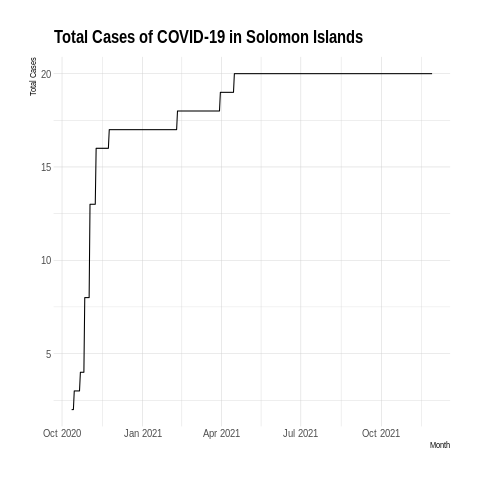 Total Cases of COVID-19 in Solomon Islands
Total Cases
20
15
10
5
Oct 2020 Jan 2021 Apr 2021 Jul 2021 Oct 2021
Month